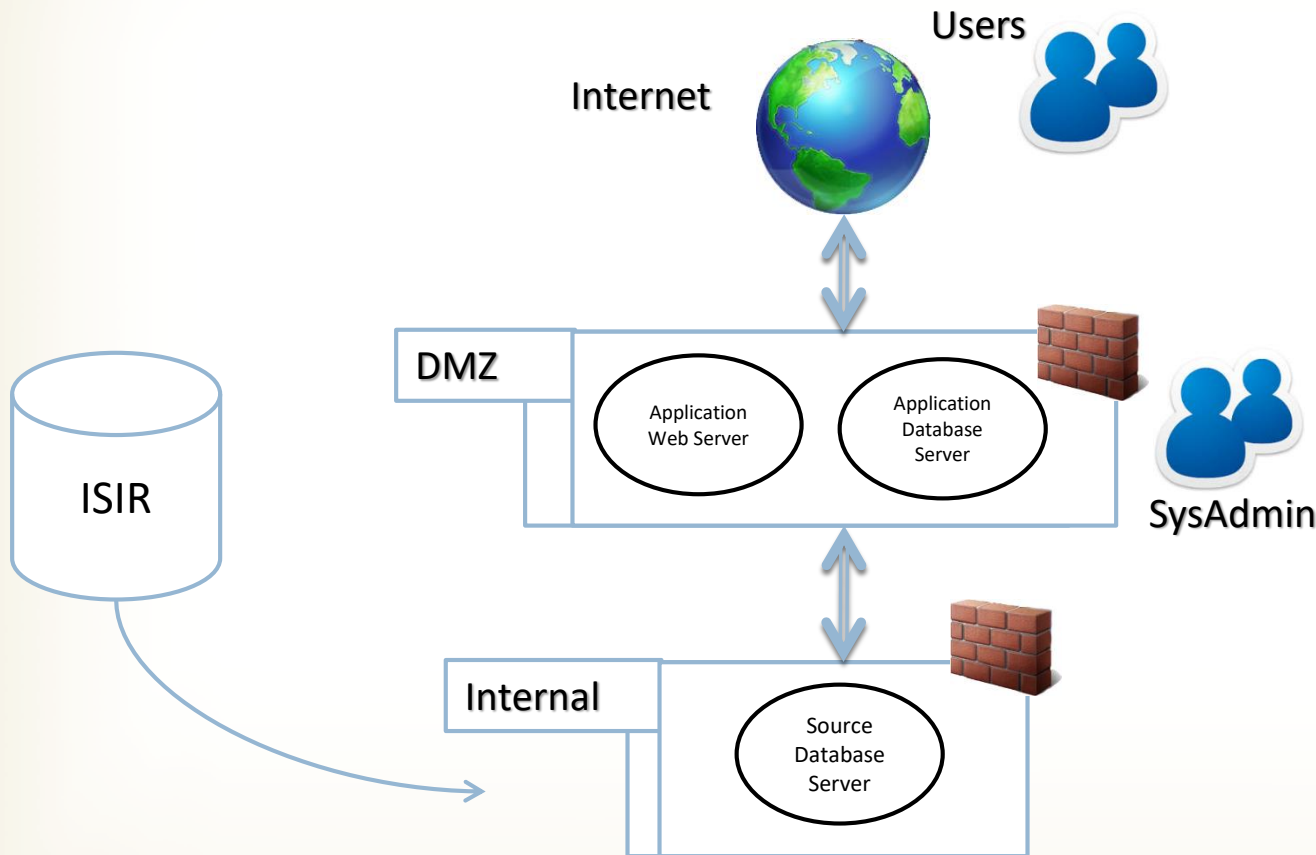 Users
Internet
DMZ
Application
Web Server
Application
Database
Server
ISIR
SysAdmin
Internal
Source
Database
Server